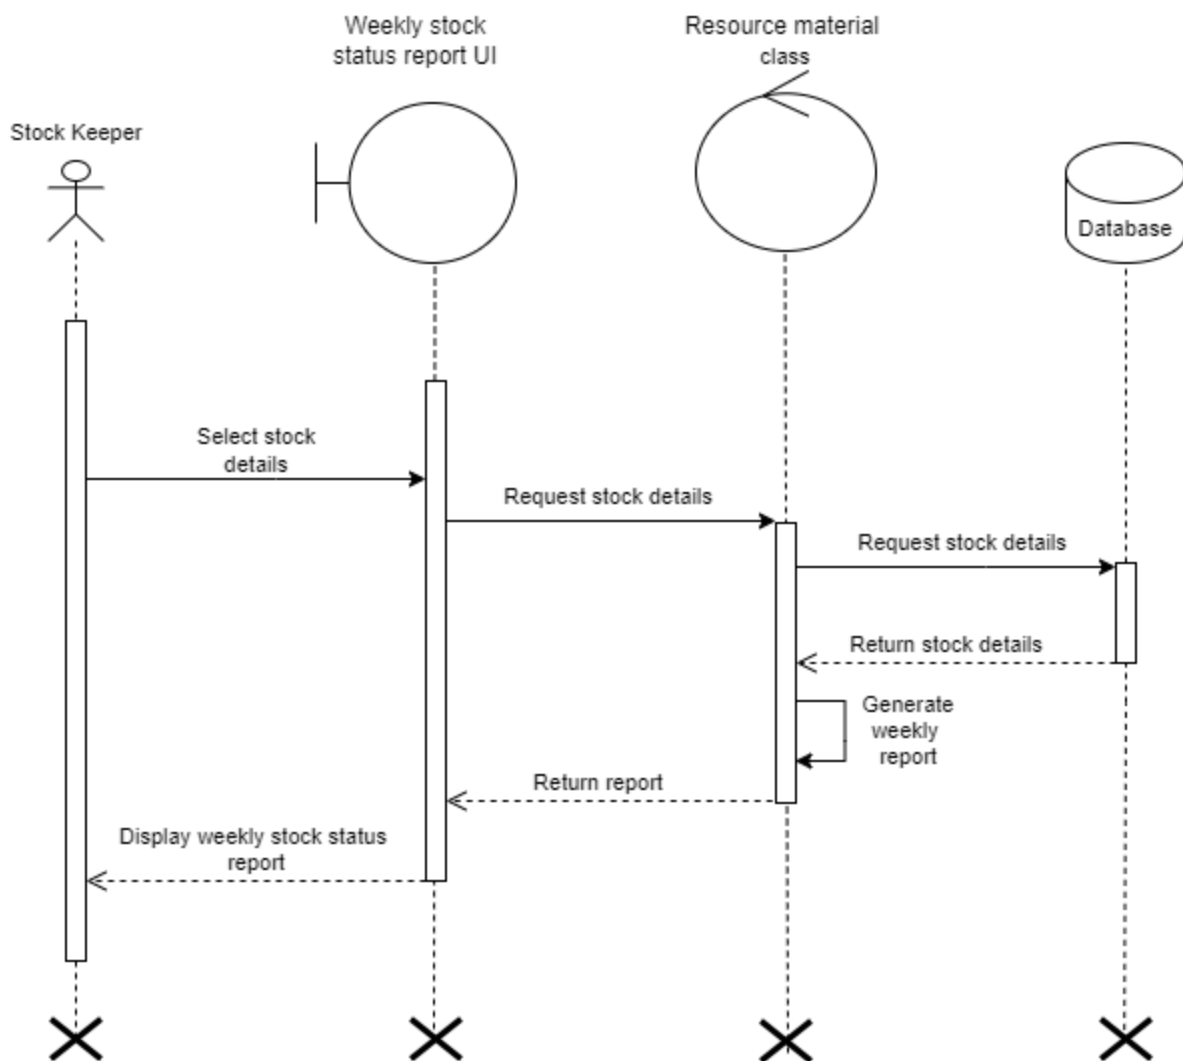 Weekly stock
status report UI
Resource material
class
Stock Keeper
Database
Select stock
details
Request stock details
Request stock details
Return stock details
Generate
weekly
report
Return report
Display weekly stock status
report